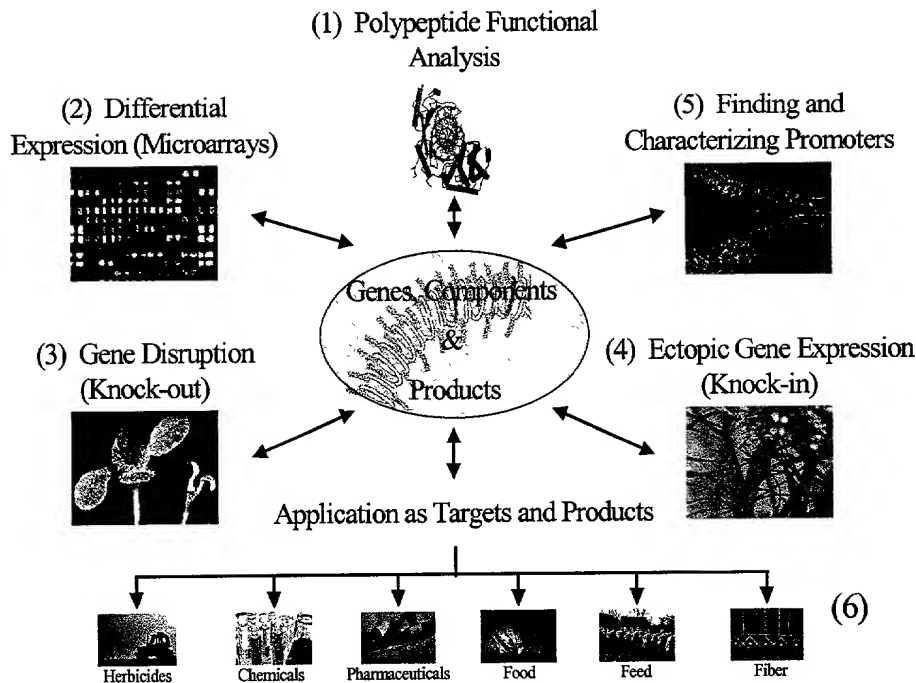 (1) Polypeptide Functional
Analysis
(2) Differential
Expression (Microarrays)
(5) Finding and
Characterizing Promoters
Genes, Components
&
Products
(3) Gene Disruption
(Knock-out)
(4) Ectopic Gene Expression
(Knock-in)
Application as Targets and Products
(6)
Herbicides
Chemicals
Pharmaceuticals
Food
Feed
Fiber